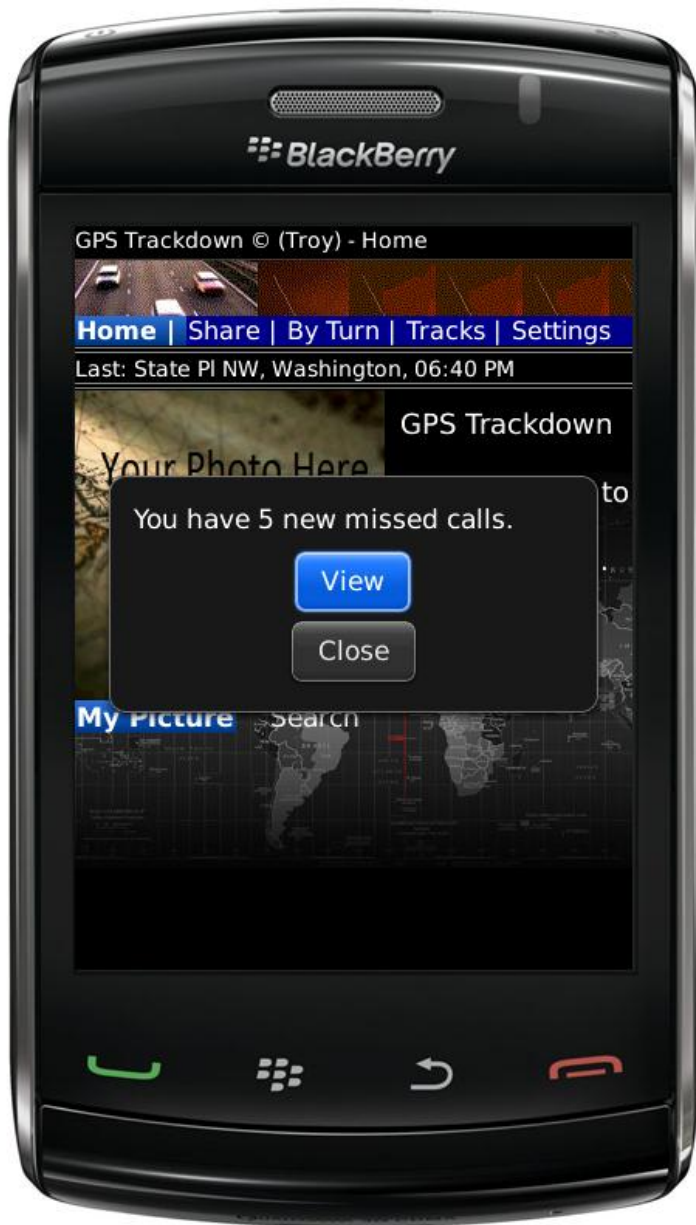 BlackBerry
GPS Trackdown © (Troy) - Home
Home | Share | By Turn | Tracks | Settings
Last: State Pl NW, Washington, 06:40 PM
Your Photo Here
GPS Trackdown
to
You have 5 new missed calls.
View
Close
My Picture Search